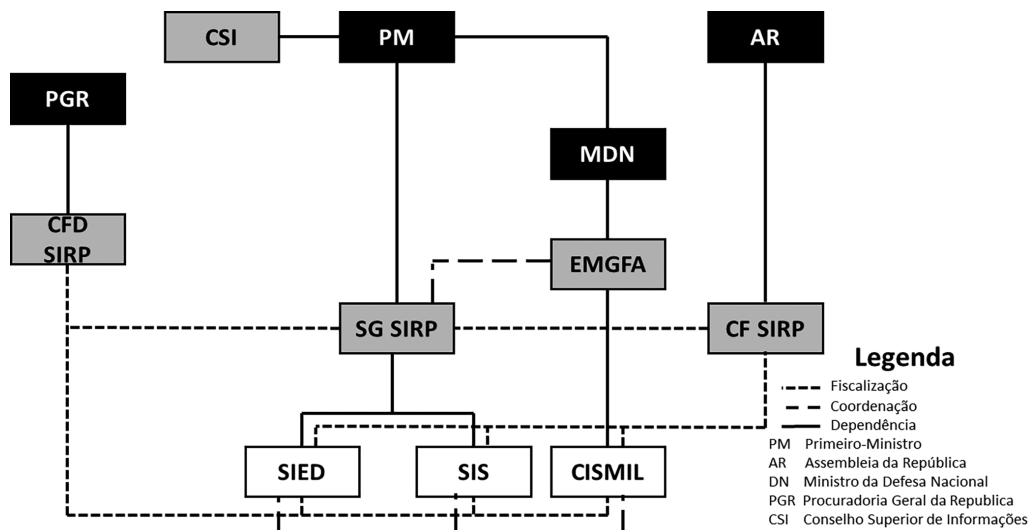 CSI
PM
AR
PGR
MDN
CFD
SIRP
EMGFA
SG SIRP
CF SIRP
SIED
SIS
CISMIL
Legenda
Fiscalização
Coordenação
Dependência
PM Primeiro-Ministro
AR Assembleia da República
DN Ministro da Defesa Nacional
PGR Procuradoria Geral da Republica
CSI Conselho Superior de Informações